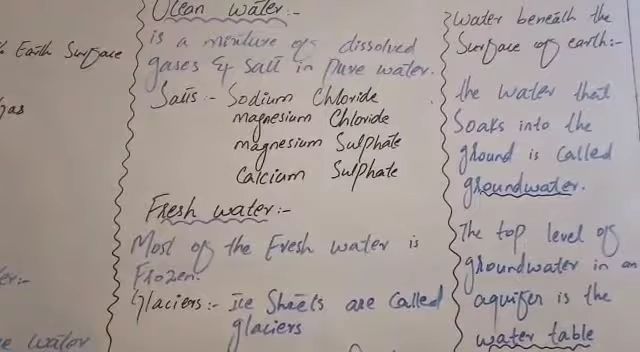 Earth Surface
gas
er:-
e water
Ocean water:-
is a mixture of dissolved
gases & salt in pure water.
Salts:- Sodium Chloride
magnesium Chloride
magnesium Sulphate
Calcium Sulphate
Fresh water:-
Most of the Fresh water is
Frozen.
Glaciers:- Ice Sheets are called
glaciers
Water beneath the
Surface of earth:-
the water that
Soaks into the
ground is called
groundwater.
The top level of
groundwater in an
aquifer is the
water table